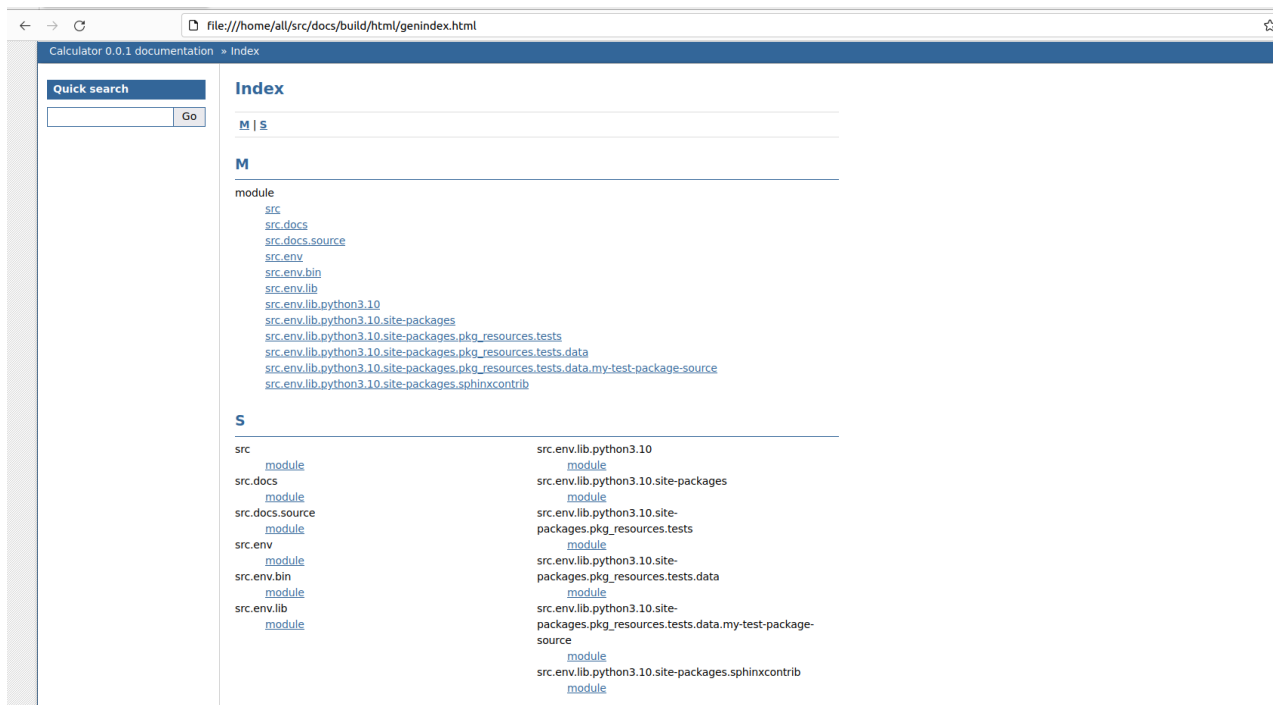 file:///home/all/src/docs/build/html/genindex.html
Calculator 0.0.1 documentation » Index
Quick search
Go
Index
M | S
M
module
src
src.docs
src.docs.source
src.env
src.env.bin
src.env.lib
src.env.lib.python3.10
src.env.lib.python3.10.site-packages
src.env.lib.python3.10.site-packages.pkg_resources.tests
src.env.lib.python3.10.site-packages.pkg_resources.tests.data
src.env.lib.python3.10.site-packages.pkg_resources.tests.data.my-test-package-source
src.env.lib.python3.10.site-packages.sphinxcontrib
S
src
module
src.docs
module
src.docs.source
module
src.env
module
src.env.bin
module
src.env.lib
module
src.env.lib.python3.10
module
src.env.lib.python3.10.site-packages
module
src.env.lib.python3.10.site-
packages.pkg_resources.tests
module
src.env.lib.python3.10.site-
packages.pkg_resources.tests.data
module
src.env.lib.python3.10.site-
packages.pkg_resources.tests.data.my-test-package-
source
module
src.env.lib.python3.10.site-packages.sphinxcontrib
module